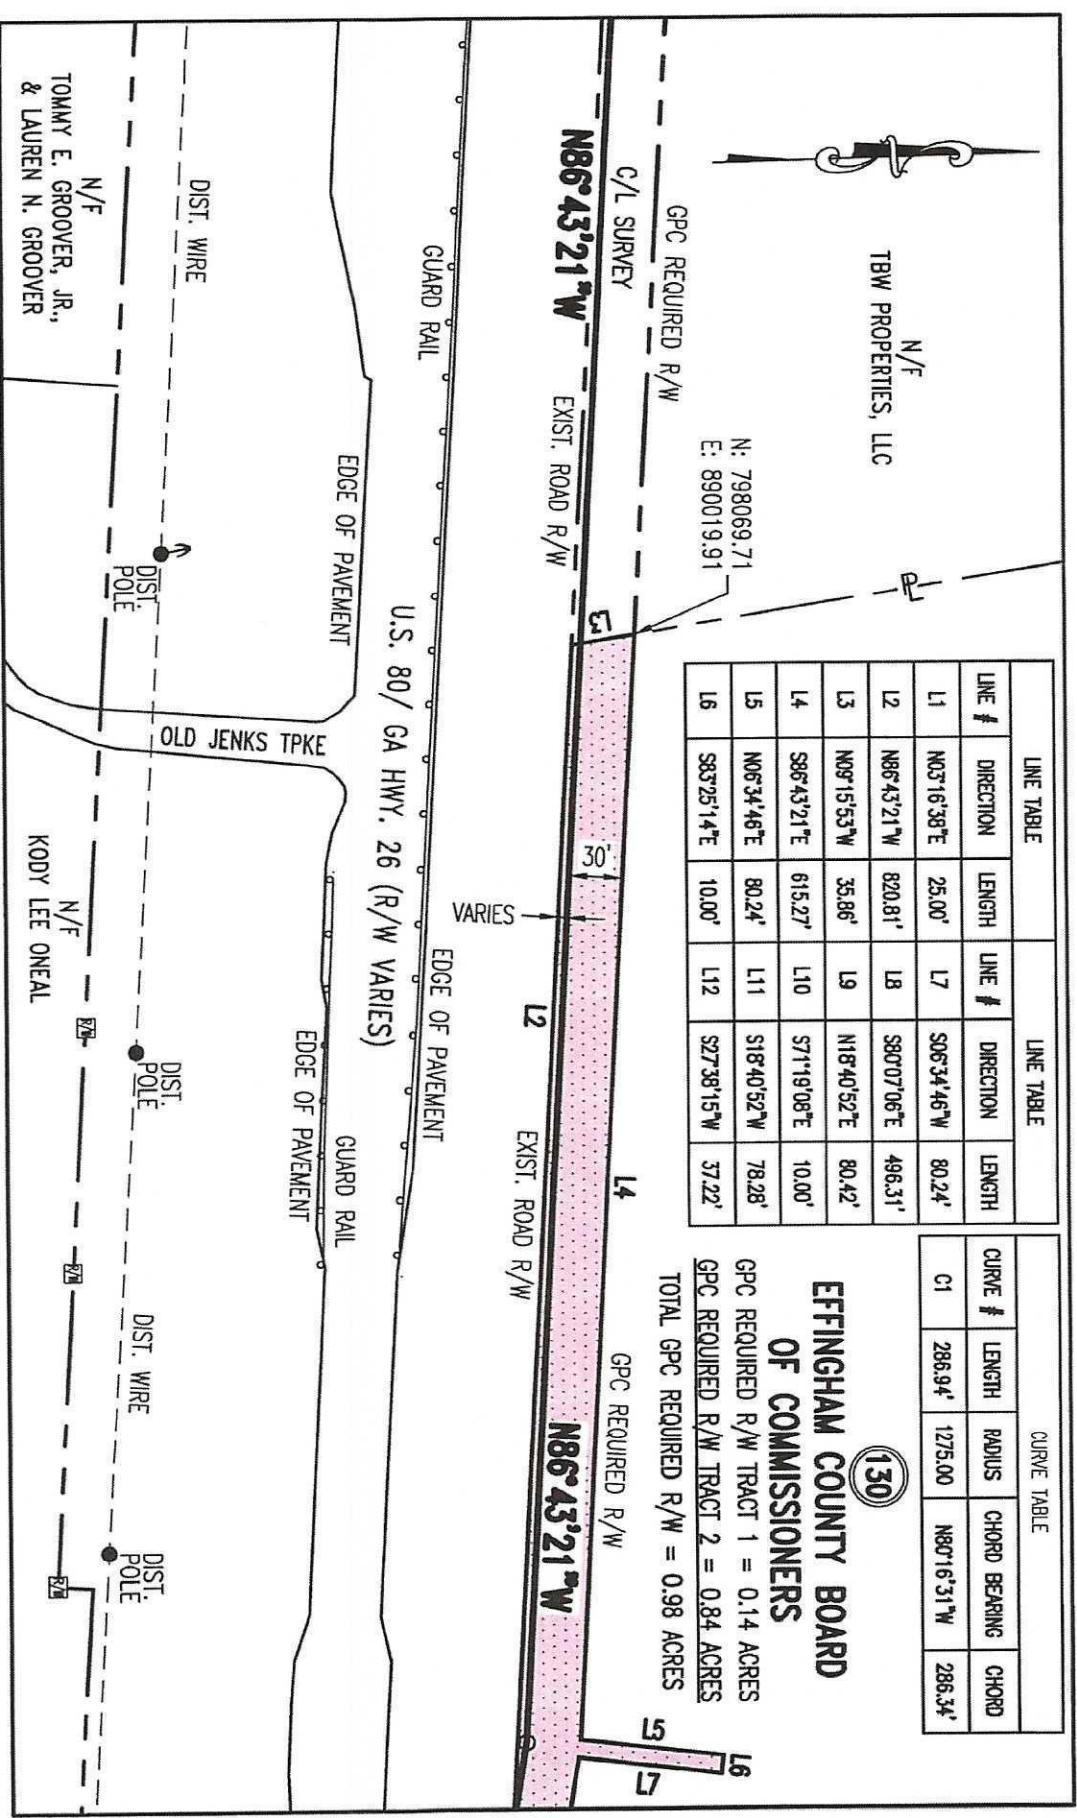 N/F
TBW PROPERTIES, LLC
N: 798069.71
E: 890019.91
PL
LINE TABLE
LINE # DIRECTION LENGTH
L1 N03°16'38"E 25.00'
L2 N86°43'21"W 820.81'
L3 N09°15'53"W 35.86'
L4 S86°43'21"E 615.27'
L5 N06°34'46"E 80.24'
L6 S83°25'14"E 10.00'
LINE TABLE
LINE # DIRECTION LENGTH
L7 S06°34'46"W 80.24'
L8 S80°07'06"E 496.31'
L9 N18°40'52"E 80.42'
L10 S71°19'08"E 10.00'
L11 S18°40'52"W 78.28'
L12 S27°38'15"W 37.22'
CURVE TABLE
CURVE # LENGTH RADIUS CHORD BEARING CHORD
C1 286.94' 1275.00 N80°16'31"W 286.34'
130
EFFINGHAM COUNTY BOARD
OF COMMISSIONERS
GPC REQUIRED R/W TRACT 1 = 0.14 ACRES
GPC REQUIRED R/W TRACT 2 = 0.84 ACRES
TOTAL GPC REQUIRED R/W = 0.98 ACRES
GPC REQUIRED R/W
C/L SURVEY
N86°43'21"W
EXIST. ROAD R/W
L3
30'
VARIES
L2
L4
EXIST. ROAD R/W
GPC REQUIRED R/W
N86°43'21"W
L5
L6
L7
GUARD RAIL
U.S. 80/ GA HWY. 26 (R/W VARIES)
EDGE OF PAVEMENT
EDGE OF PAVEMENT
OLD JENKS TPKE
GUARD RAIL
EDGE OF PAVEMENT
DIST. WIRE
DIST.
POLE
DIST.
POLE
DIST. WIRE
DIST.
POLE
N/F
TOMMY E. GROOVER, JR.,
& LAUREN N. GROOVER
N/F
KODY LEE ONEAL
R/W
R/W
R/W